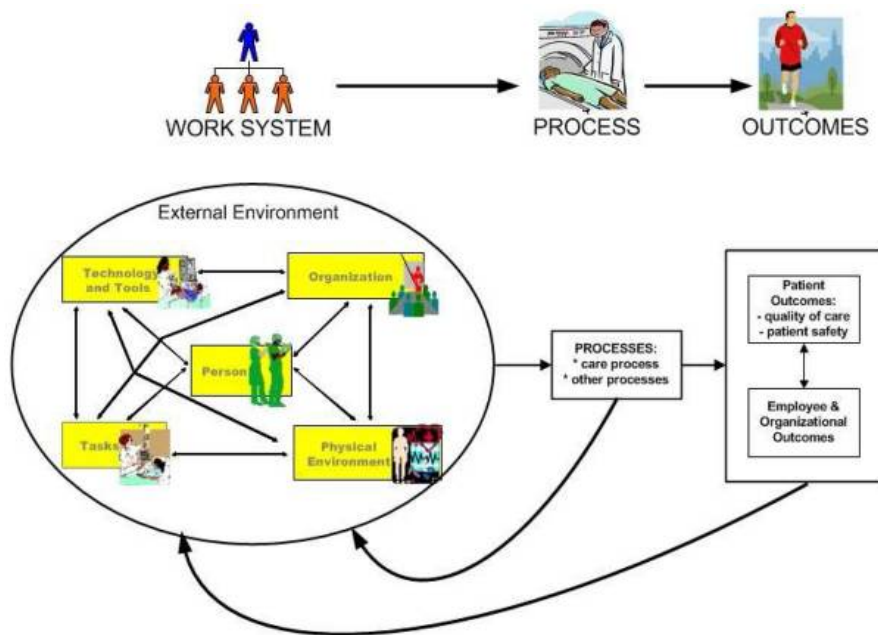 WORK SYSTEM
PROCESS
OUTCOMES
External Environment
Technology
and Tools
Organization
Person
Tasks
Physical
Environment
PROCESSES:
* care process
* other processes
Patient
Outcomes:
- quality of care
- patient safety
Employee &
Organizational
Outcomes